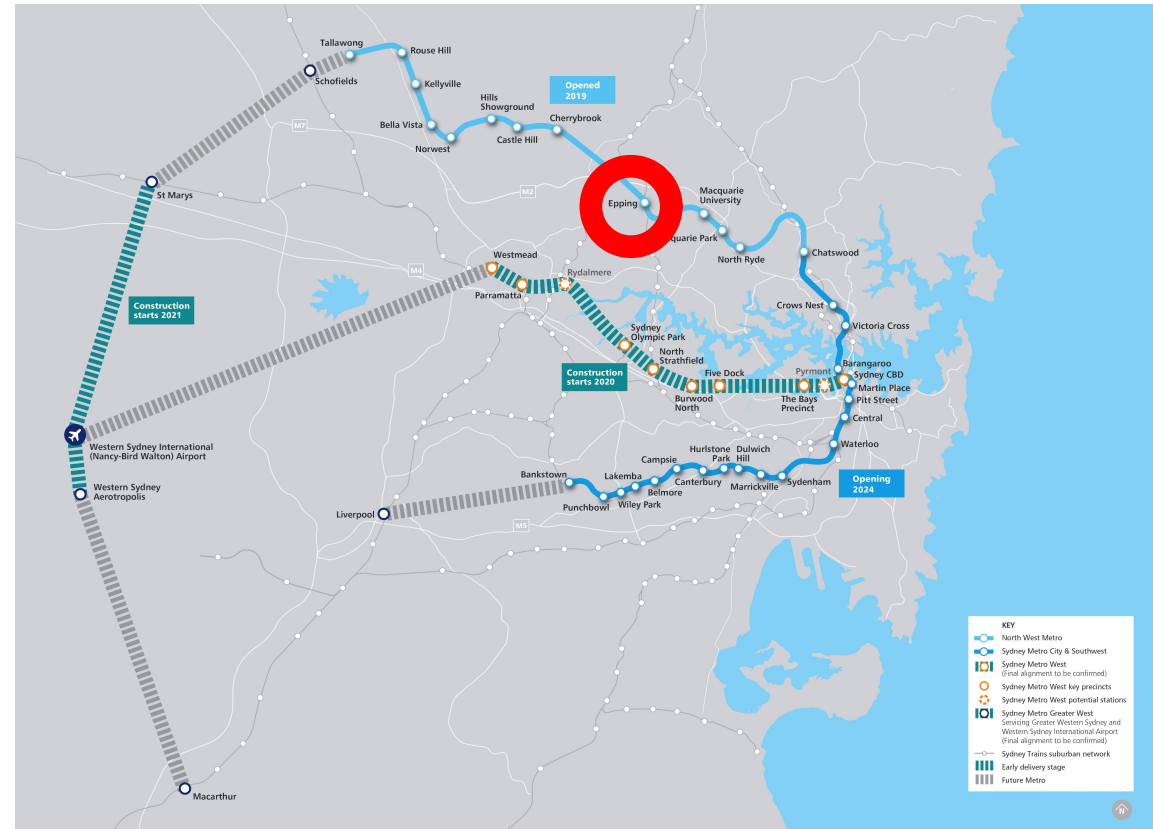 Tallawong
Rouse Hill
Schofields
Kellyville
Opened
2019
Hills
Showground
Cherrybrook
Bella Vista
Castle Hill
Norwest
M7
St Marys
M2
Epping
Macquarie
University
quarie Park
North Ryde
Chatswood
Westmead
M4
Rydalmere
Parramatta
Construction
starts 2021
Crows Nest
Victoria Cross
Sydney
Olympic Park
North
Strathfield
Construction
starts 2020
Five Dock
Burwood
North
Pyrmont
The Bays
Precinct
Barangaroo
Sydney CBD
Martin Place
Pitt Street
Central
Waterloo
Western Sydney International
(Nancy-Bird Walton) Airport
Western Sydney
Aerotropolis
Liverpool
Bankstown
Punchbowl
Wiley Park
Lakemba
Belmore
Campsie
Canterbury
Hurlstone
Park
Dulwich
Hill
Marrickville
Sydenham
Opening
2024
M5
Macarthur
KEY
North West Metro
Sydney Metro City & Southwest
Sydney Metro West
(Final alignment to be confirmed)
Sydney Metro West key precincts
Sydney Metro West potential stations
Sydney Metro Greater West
Servicing Greater Western Sydney and
Western Sydney International Airport
(Final alignment to be confirmed)
Sydney Trains suburban network
Early delivery stage
Future Metro
N